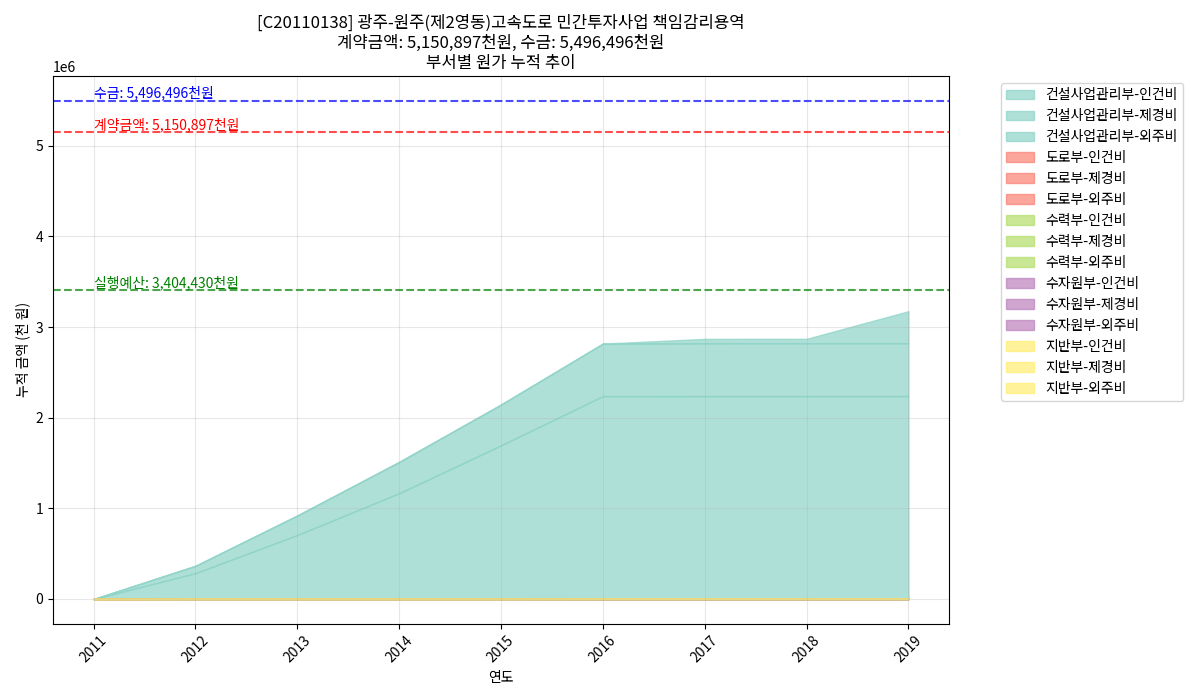 [C20110138] 광주-원주(제2영동)고속도로 민간투자사업 책임감리용역
계약금액: 5,150,897천원, 수금: 5,496,496천원
부서별 원가 누적 추이
1e6
수금: 5,496,496천원
계약금액: 5,150,897천원
실행예산: 3,404,430천원
5
4
3
2
1
0
누적 금액 (천 원)
2011
2012
2013
2014
2015
2016
2017
2018
2019
연도
건설사업관리부-인건비
건설사업관리부-제경비
건설사업관리부-외주비
도로부-인건비
도로부-제경비
도로부-외주비
수력부-인건비
수력부-제경비
수력부-외주비
수자원부-인건비
수자원부-제경비
수자원부-외주비
지반부-인건비
지반부-제경비
지반부-외주비